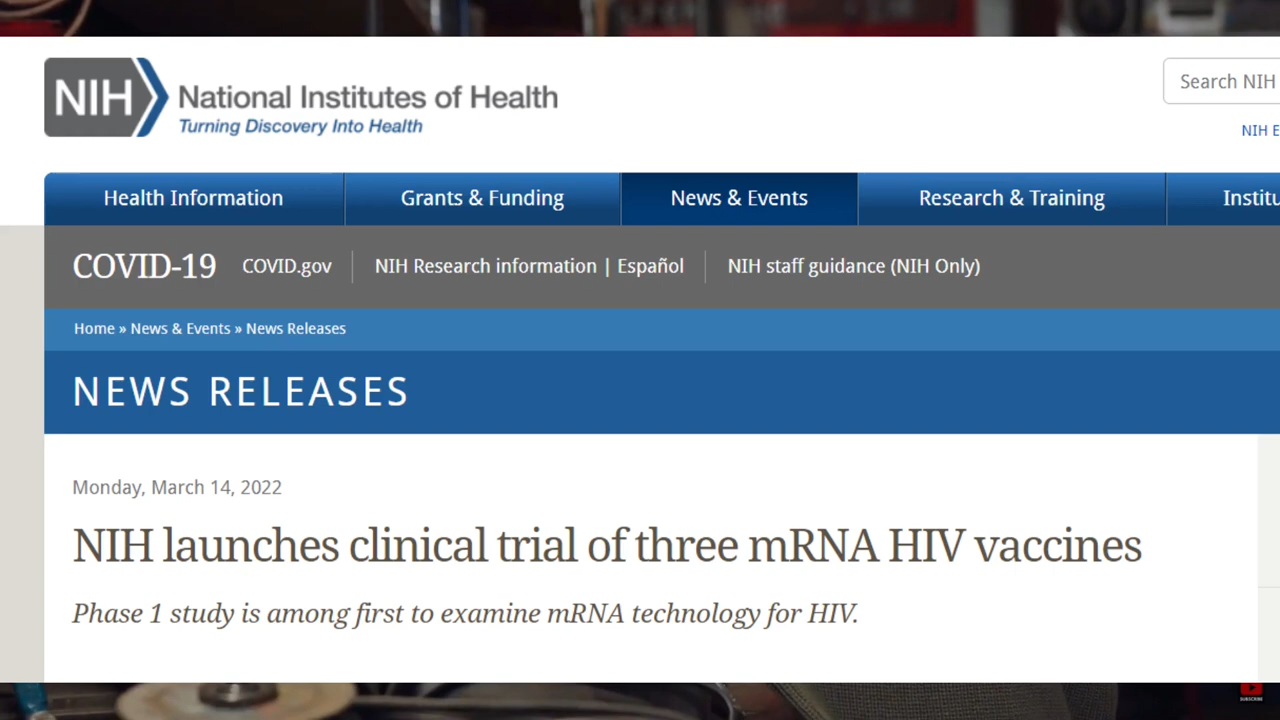 NIH National Institutes of Health
Turning Discovery Into Health
Search NIH
NIH E
Health Information
Grants & Funding
News & Events
Research & Training
Institu
COVID-19
COVID.gov
NIH Research information | Español
NIH staff guidance (NIH Only)
Home » News & Events » News Releases
NEWS RELEASES
Monday, March 14, 2022
NIH launches clinical trial of three mRNA HIV vaccines
Phase 1 study is among first to examine mRNA technology for HIV.
SUBSCRIBE